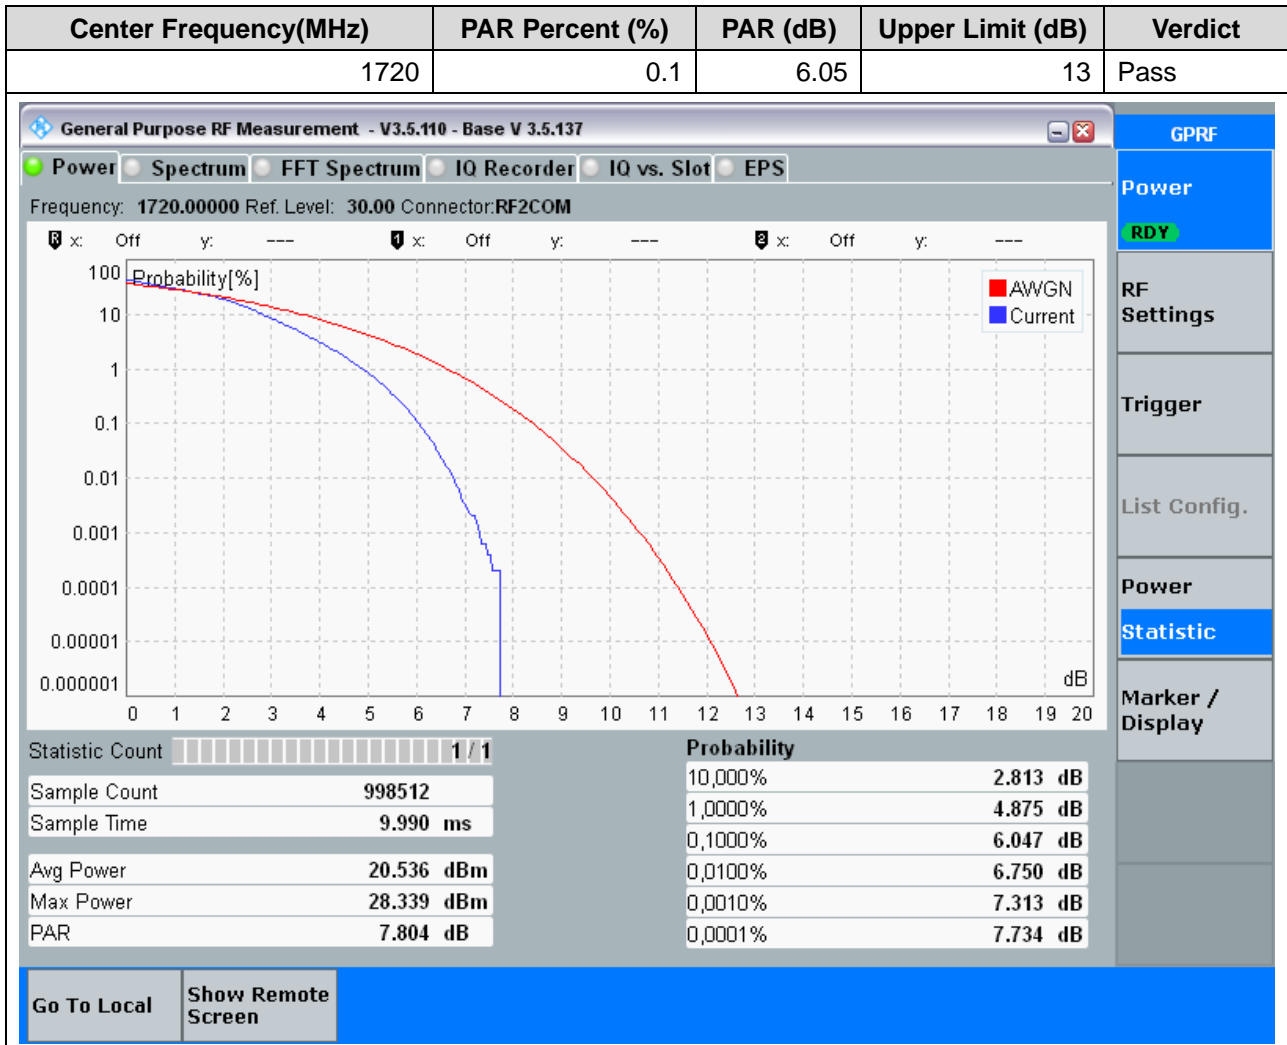 Center Frequency(MHz) PAR Percent (%) PAR (dB) Upper Limit (dB) Verdict
1720 0.1 6.05 13 Pass
General Purpose RF Measurement - V3.5.110 - Base V 3.5.137
GPRF
Power Spectrum FFT Spectrum IQ Recorder IQ vs. Slot EPS
Power
RDY
Frequency: 1720.00000 Ref. Level: 30.00 Connector:RF2COM
R x: Off y: --- 1 x: Off y: --- 2 x: Off y: ---
Probability[%]
AWGN
Current
100
10
1
0.1
0.01
0.001
0.0001
0.00001
0.000001
dB
0 1 2 3 4 5 6 7 8 9 10 11 12 13 14 15 16 17 18 19 20
RF
Settings
Trigger
List Config.
Power
Statistic
Marker /
Display
Statistic Count 1 / 1
Sample Count 998512
Sample Time 9.990 ms
Avg Power 20.536 dBm
Max Power 28.339 dBm
PAR 7.804 dB
Probability
10,000% 2.813 dB
1,0000% 4.875 dB
0,1000% 6.047 dB
0,0100% 6.750 dB
0,0010% 7.313 dB
0,0001% 7.734 dB
Go To Local
Show Remote
Screen